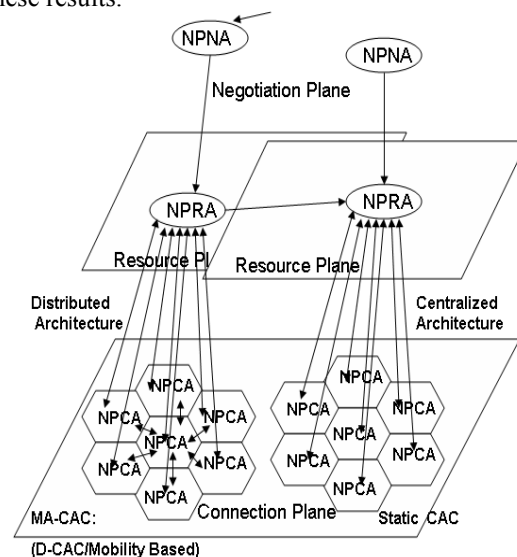 these results.
NPNA
NPNA
Negotiation Plane
NPRA
NPRA
Resource Pl
Resource Plane
Distributed
Architecture
Centralized
Architecture
NPCA
NPCA
NPCA
NPCA
NPCA
NPCA
NPCA
NPCA
NPCA
NPCA
NPCA
NPCA
NPCA
NPCA
MA-CAC:
Connection Plane
Static CAC
(D-CAC/Mobility Based)